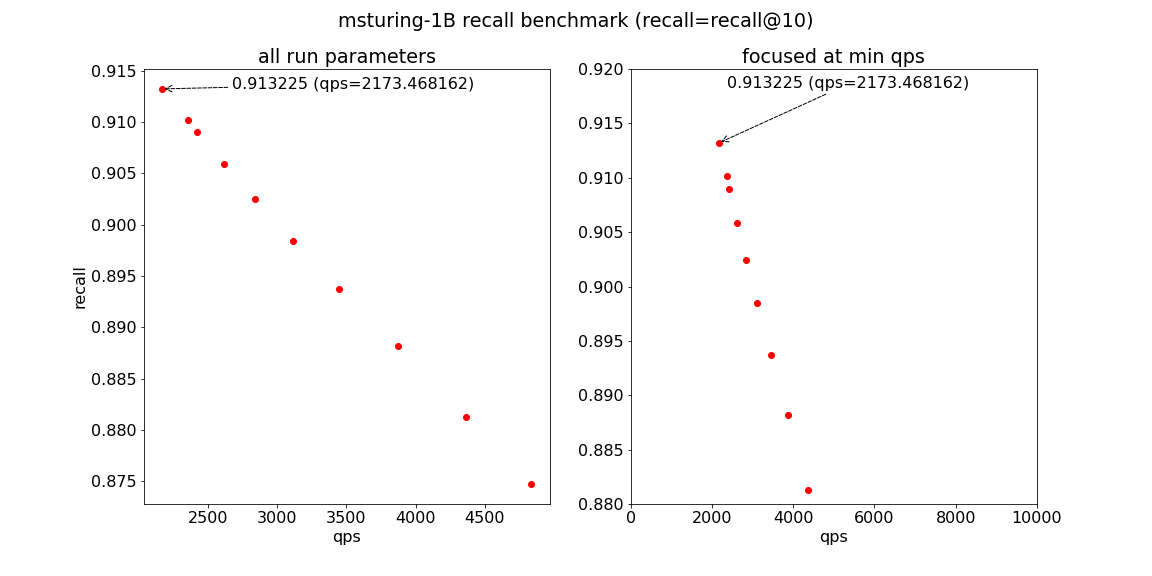 msturing-1B recall benchmark (recall=recall@10)
all run parameters
0.913225 (qps=2173.468162)
0.915
0.910
0.905
0.900
0.895
0.890
0.885
0.880
0.875
recall
2500 3000 3500 4000 4500
qps
focused at min qps
0.913225 (qps=2173.468162)
0.920
0.915
0.910
0.905
0.900
0.895
0.890
0.885
0.880
0 2000 4000 6000 8000 10000
qps